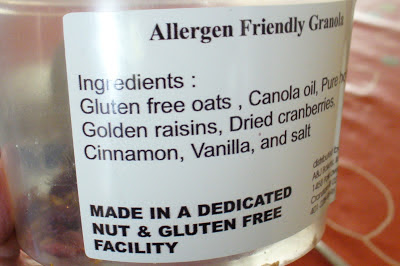 Allergen Friendly Granola
Ingredients :
Gluten free oats , Canola oil, Pure
Golden raisins, Dried cranberries,
Cinnamon, Vanilla, and salt
distributed
MADE IN A DEDICATED
NUT & GLUTEN FREE
FACILITY